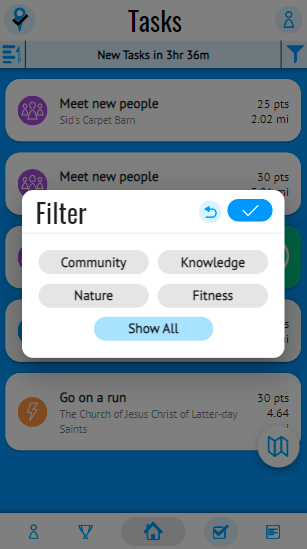 Tasks
New Tasks in 3hr 36m
Meet new people
25 pts
Sid's Carpet Barn
2.02 mi
Meet new people
30 pts
Filter
Community
Knowledge
Nature
Fitness
Show All
Go on a run
30 pts
The Church of Jesus Christ of Latter-day
4.64
Saints